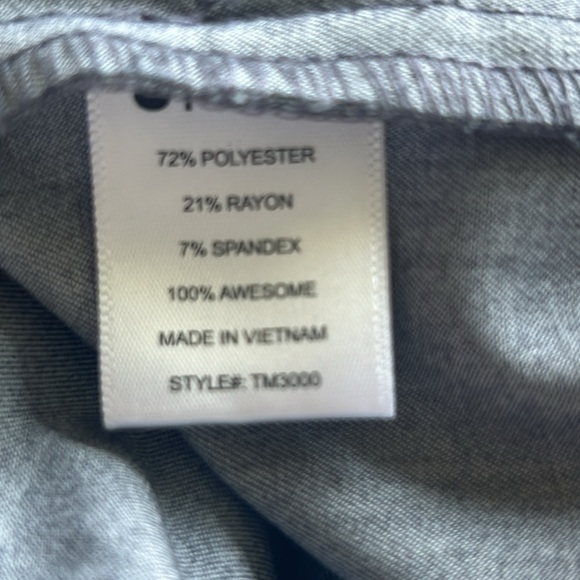 72% POLYESTER
21% RAYON
7% SPANDEX
100% AWESOME
MADE IN VIETNAM
STYLE#: TM3000